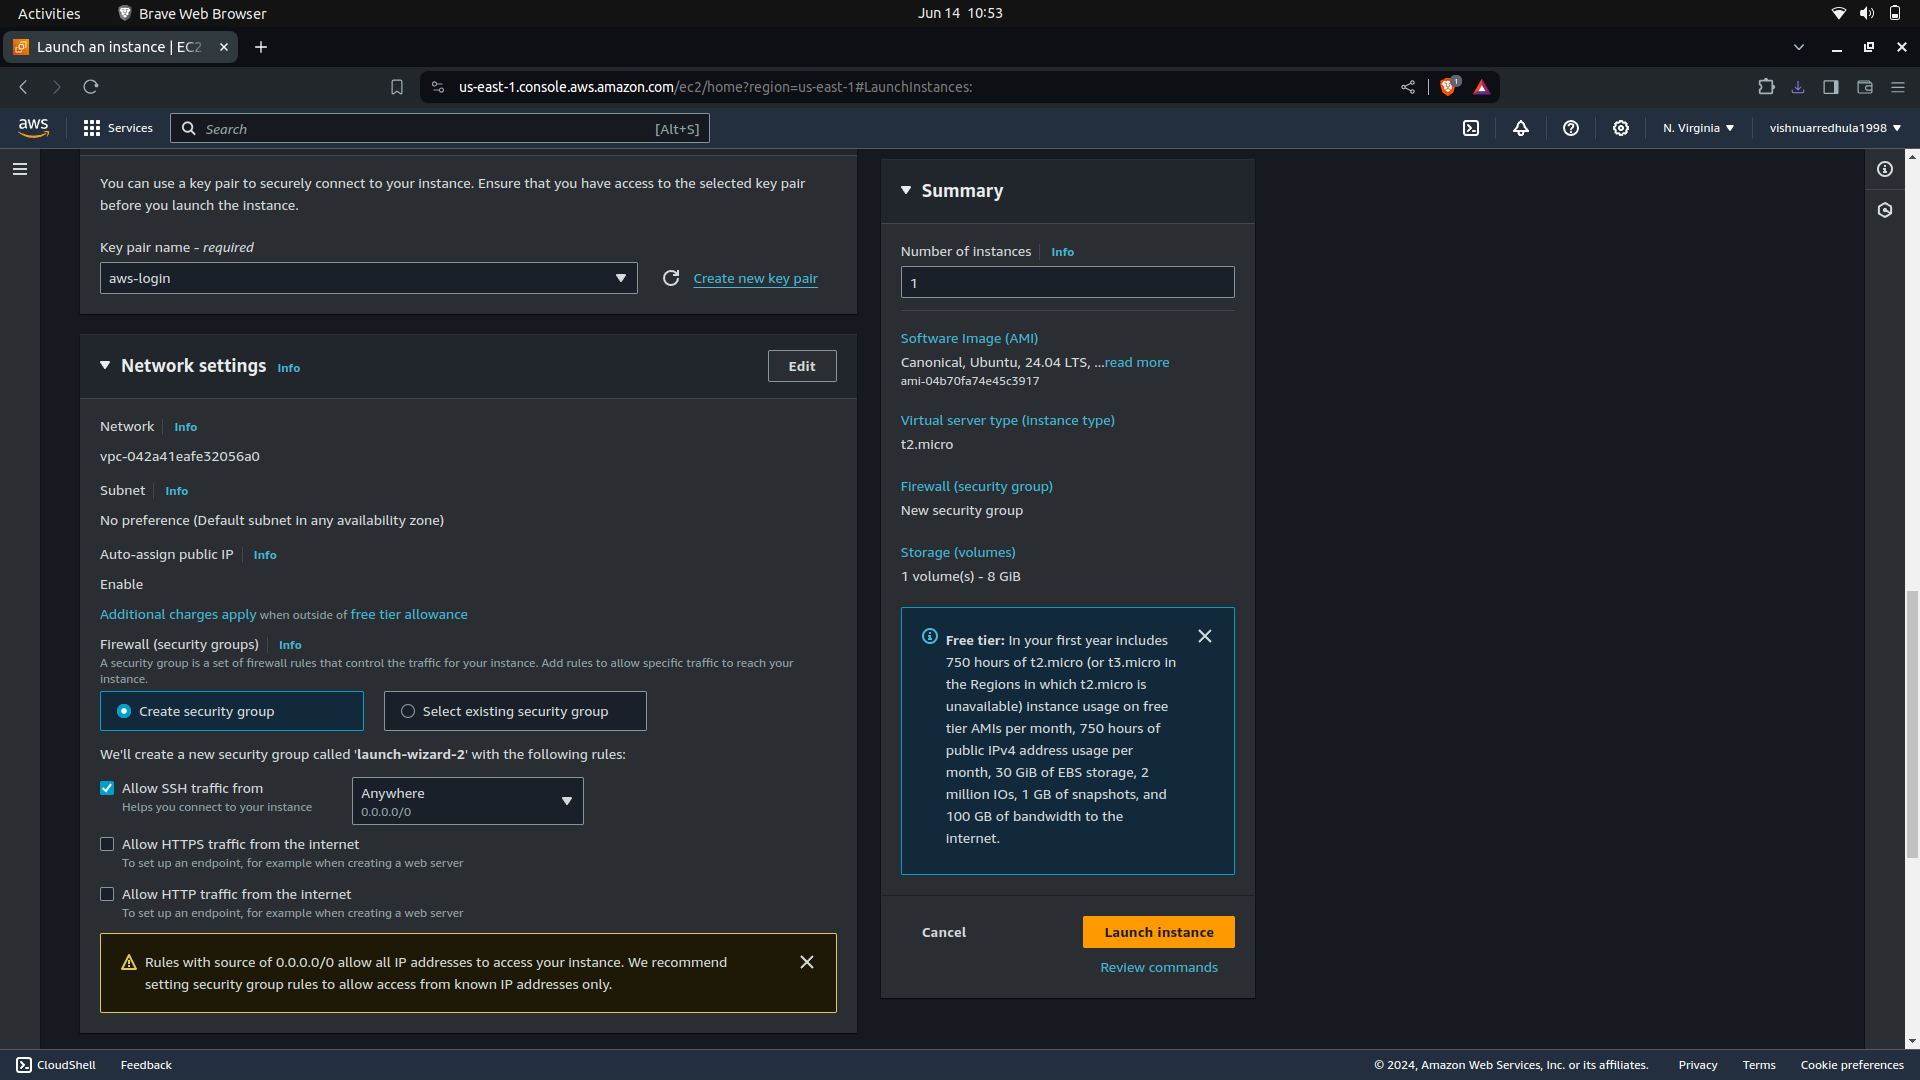 Activities
Brave Web Browser
Jun 14 10:53
Launch an instance | EC2
us-east-1.console.aws.amazon.com/ec2/home?region=us-east-1#LaunchInstances:
1
aws
Services
Search
[Alt+S]
N. Virginia
vishnuarredhula1998
You can use a key pair to securely connect to your instance. Ensure that you have access to the selected key pair
before you launch the instance.
Key pair name - required
aws-login
Create new key pair
Network settings
Info
Edit
Network
Info
vpc-042a41eafe32056a0
Subnet
Info
No preference (Default subnet in any availability zone)
Auto-assign public IP
Info
Enable
Additional charges apply when outside of free tier allowance
Firewall (security groups)
Info
A security group is a set of firewall rules that control the traffic for your instance. Add rules to allow specific traffic to reach your
instance.
Create security group
Select existing security group
We'll create a new security group called 'launch-wizard-2' with the following rules:
Allow SSH traffic from
Helps you connect to your instance
Anywhere
0.0.0.0/0
Allow HTTPS traffic from the internet
To set up an endpoint, for example when creating a web server
Allow HTTP traffic from the internet
To set up an endpoint, for example when creating a web server
Rules with source of 0.0.0.0/0 allow all IP addresses to access your instance. We recommend
setting security group rules to allow access from known IP addresses only.
Summary
Number of instances
Info
1
Software Image (AMI)
Canonical, Ubuntu, 24.04 LTS, ...read more
ami-04b70fa74e45c3917
Virtual server type (instance type)
t2.micro
Firewall (security group)
New security group
Storage (volumes)
1 volume(s) - 8 GiB
Free tier: In your first year includes
750 hours of t2.micro (or t3.micro in
the Regions in which t2.micro is
unavailable) instance usage on free
tier AMIs per month, 750 hours of
public IPv4 address usage per
month, 30 GiB of EBS storage, 2
million IOs, 1 GB of snapshots, and
100 GB of bandwidth to the
internet.
Cancel
Launch instance
Review commands
CloudShell
Feedback
© 2024, Amazon Web Services, Inc. or its affiliates.
Privacy
Terms
Cookie preferences